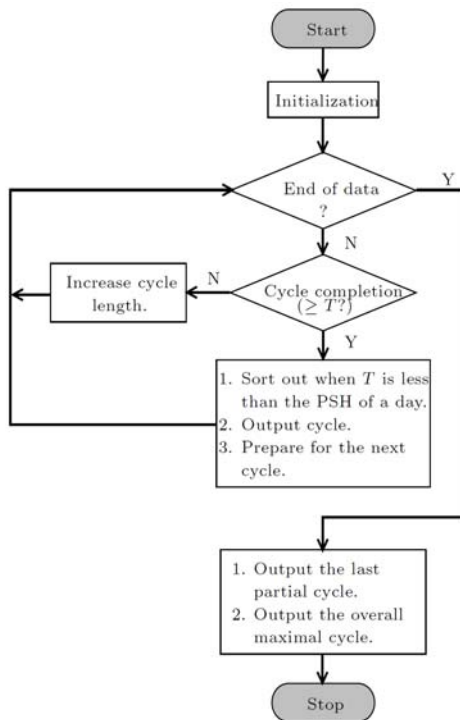 Start
Initialization
End of data
?
Y
N
Cycle completion
(≥ T?)
N
Increase cycle
length.
Y
1. Sort out when T is less
than the PSH of a day.
2. Output cycle.
3. Prepare for the next
cycle.
1. Output the last
partial cycle.
2. Output the overall
maximal cycle.
Stop